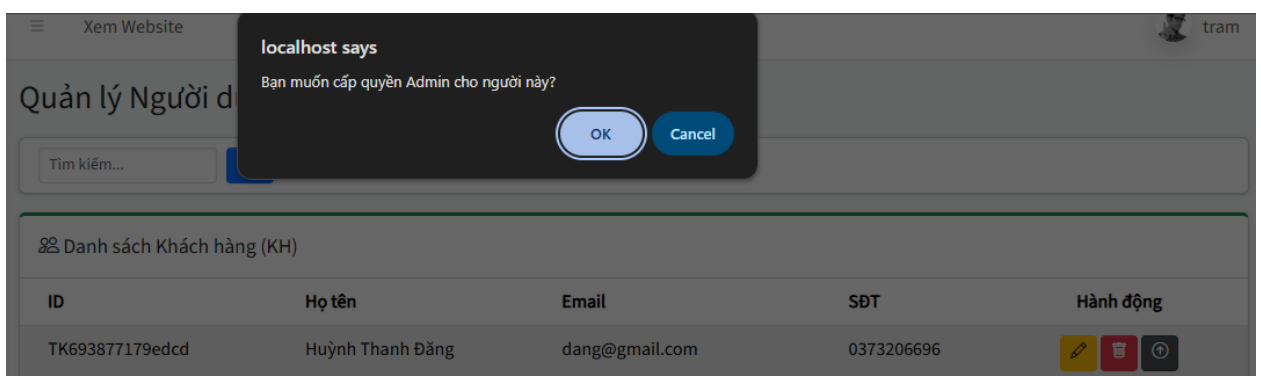 Xem Website
tram
localhost says
Bạn muốn cấp quyền Admin cho người này?
OK Cancel
Quản lý Người d
Tìm kiếm...
Danh sách Khách hàng (KH)
ID Họ tên Email SĐT Hành động
TK693877179edcd Huỳnh Thanh Đăng dang@gmail.com 0373206696